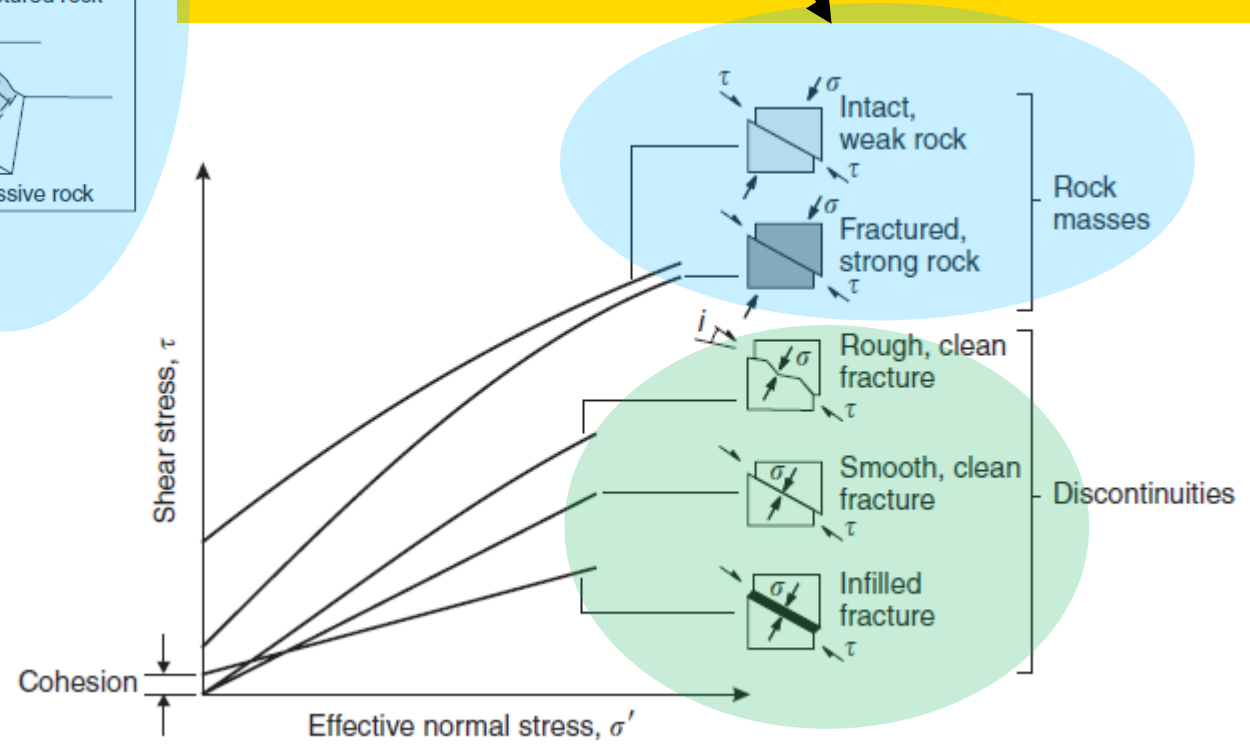 ssive rock
τ
σ
Intact,
weak rock
τ
σ
Fractured,
strong rock
τ
Rock
masses
i
Rough, clean
fracture
σ
τ
Smooth, clean
fracture
σ
τ
Infilled
fracture
σ
τ
Discontinuities
Shear stress, τ
Cohesion
Effective normal stress, σ′